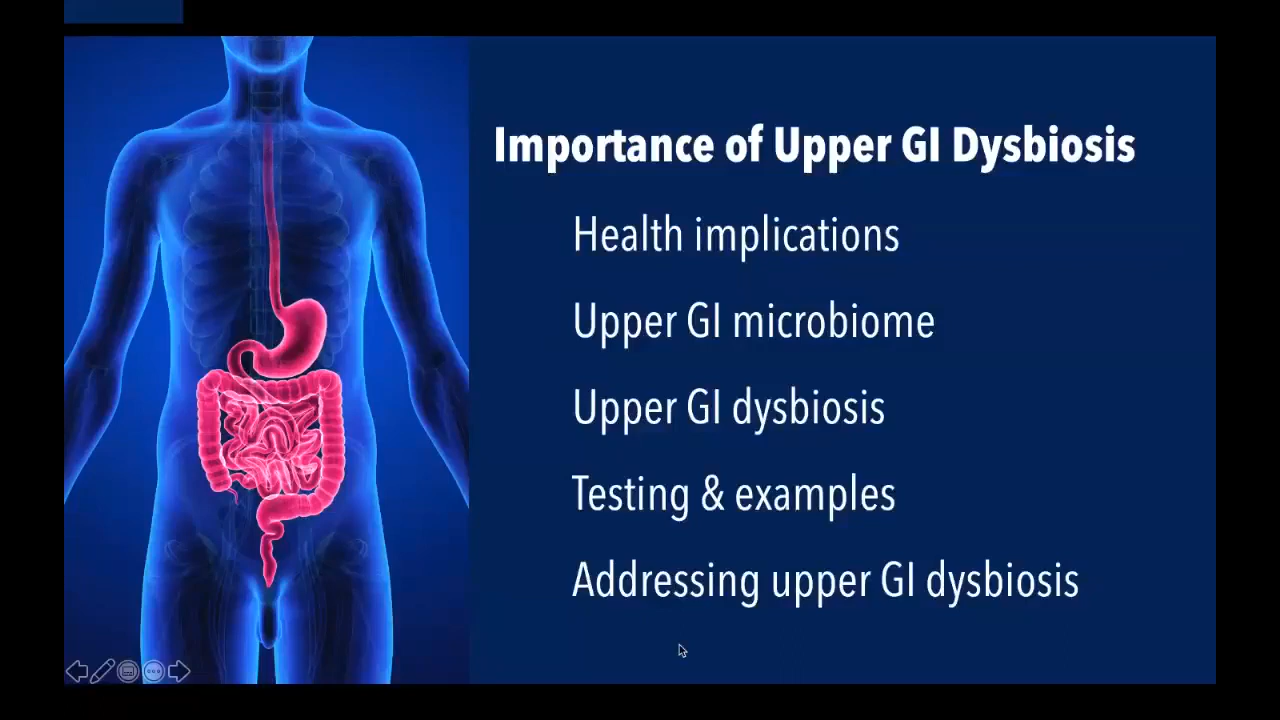 Importance of Upper GI Dysbiosis
Health implications
Upper GI microbiome
Upper GI dysbiosis
Testing & examples
Addressing upper GI dysbiosis